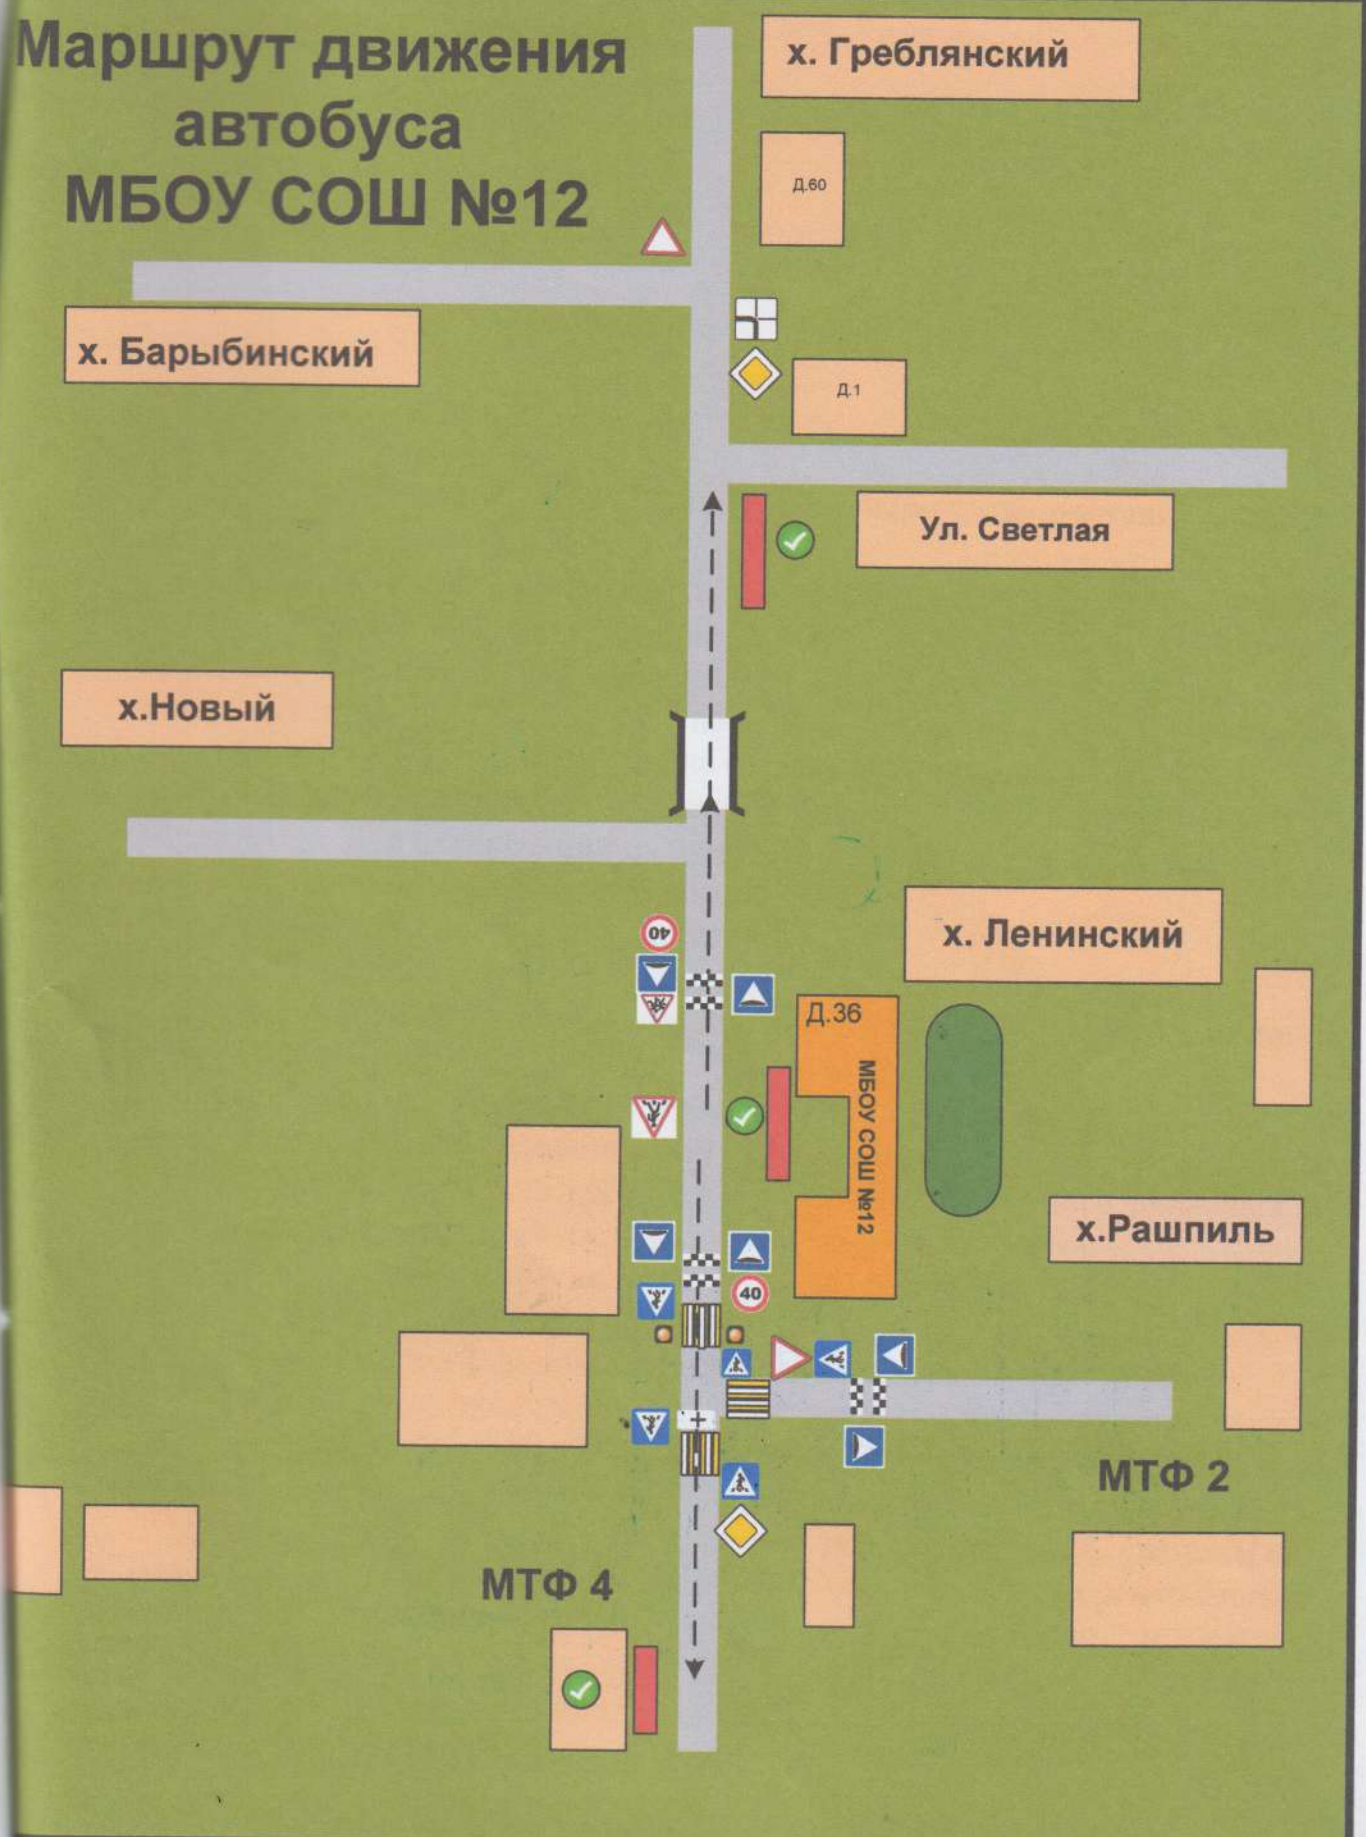 Маршрут движения
автобуса
МБОУ СОШ №12
х. Греблянский
Д.60
х. Барыбинский
Д.1
Ул. Светлая
х.Новый
40
х. Ленинский
Д.36
МБОУ СОШ №12
х.Рашпиль
40
МТФ 2
МТФ 4